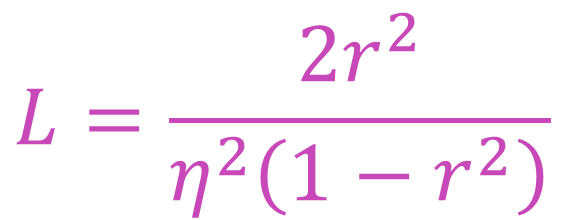 L = 2r² / η²(1 − r²)